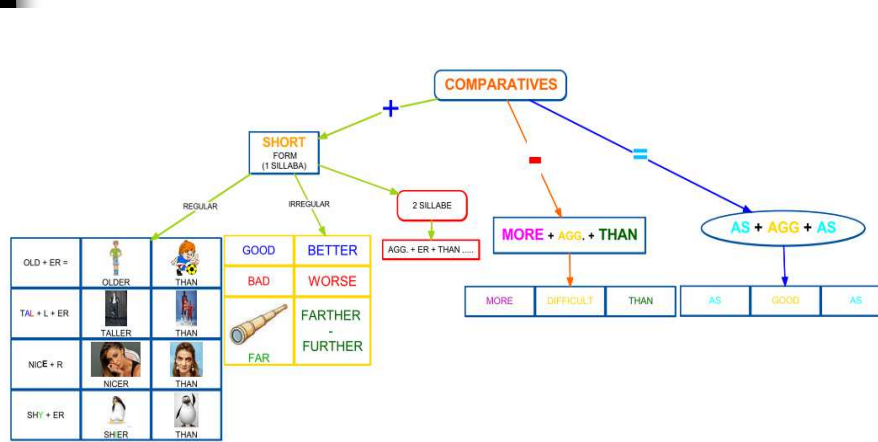 COMPARATIVES
+
-
=
SHORT
FORM
(1 SILLABA)
REGULAR
IRREGULAR
2 SILLABE
AGG. + ER + THAN .....
MORE + AGG. + THAN
AS + AGG + AS
OLD + ER =
OLDER
THAN
TAL + L + ER
TALLER
THAN
NICE + R
NICER
THAN
SHY + ER
SHIER
THAN
GOOD
BETTER
BAD
WORSE
FAR
FARTHER
-
FURTHER
MORE
DIFFICULT
THAN
AS
GOOD
AS